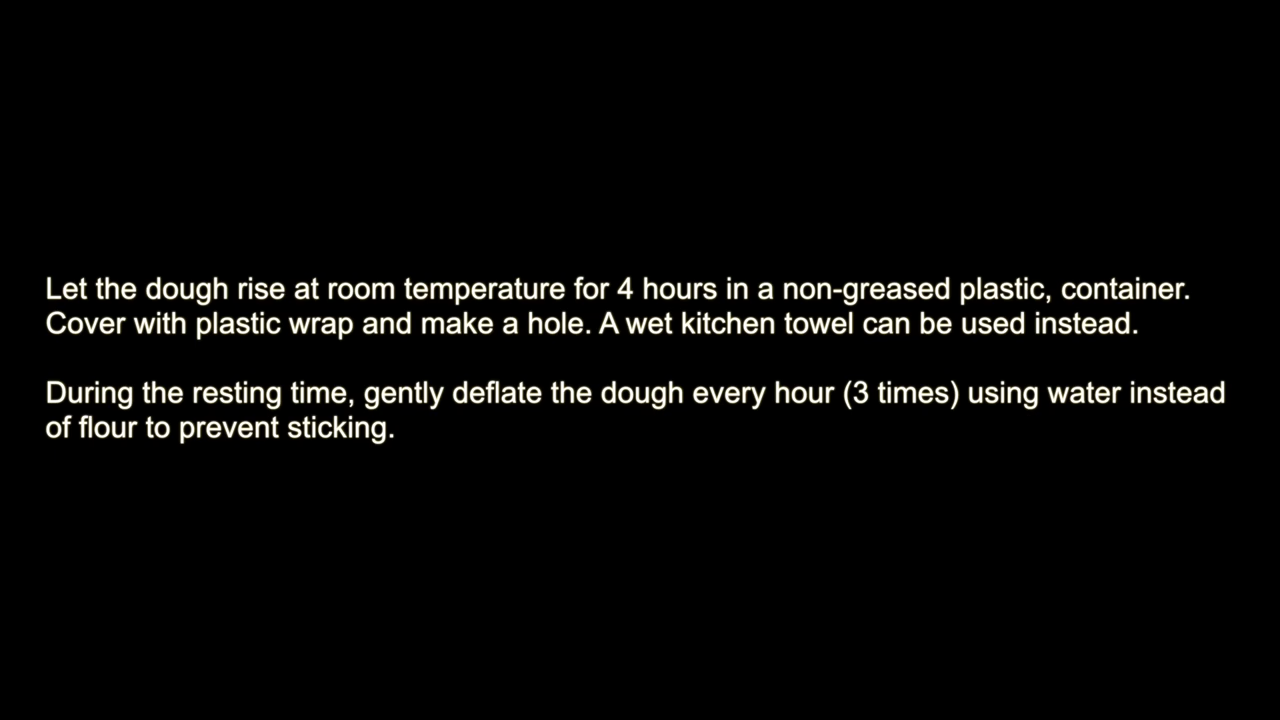 Let the dough rise at room temperature for 4 hours in a non-greased plastic, container.
Cover with plastic wrap and make a hole. A wet kitchen towel can be used instead.
During the resting time, gently deflate the dough every hour (3 times) using water instead
of flour to prevent sticking.